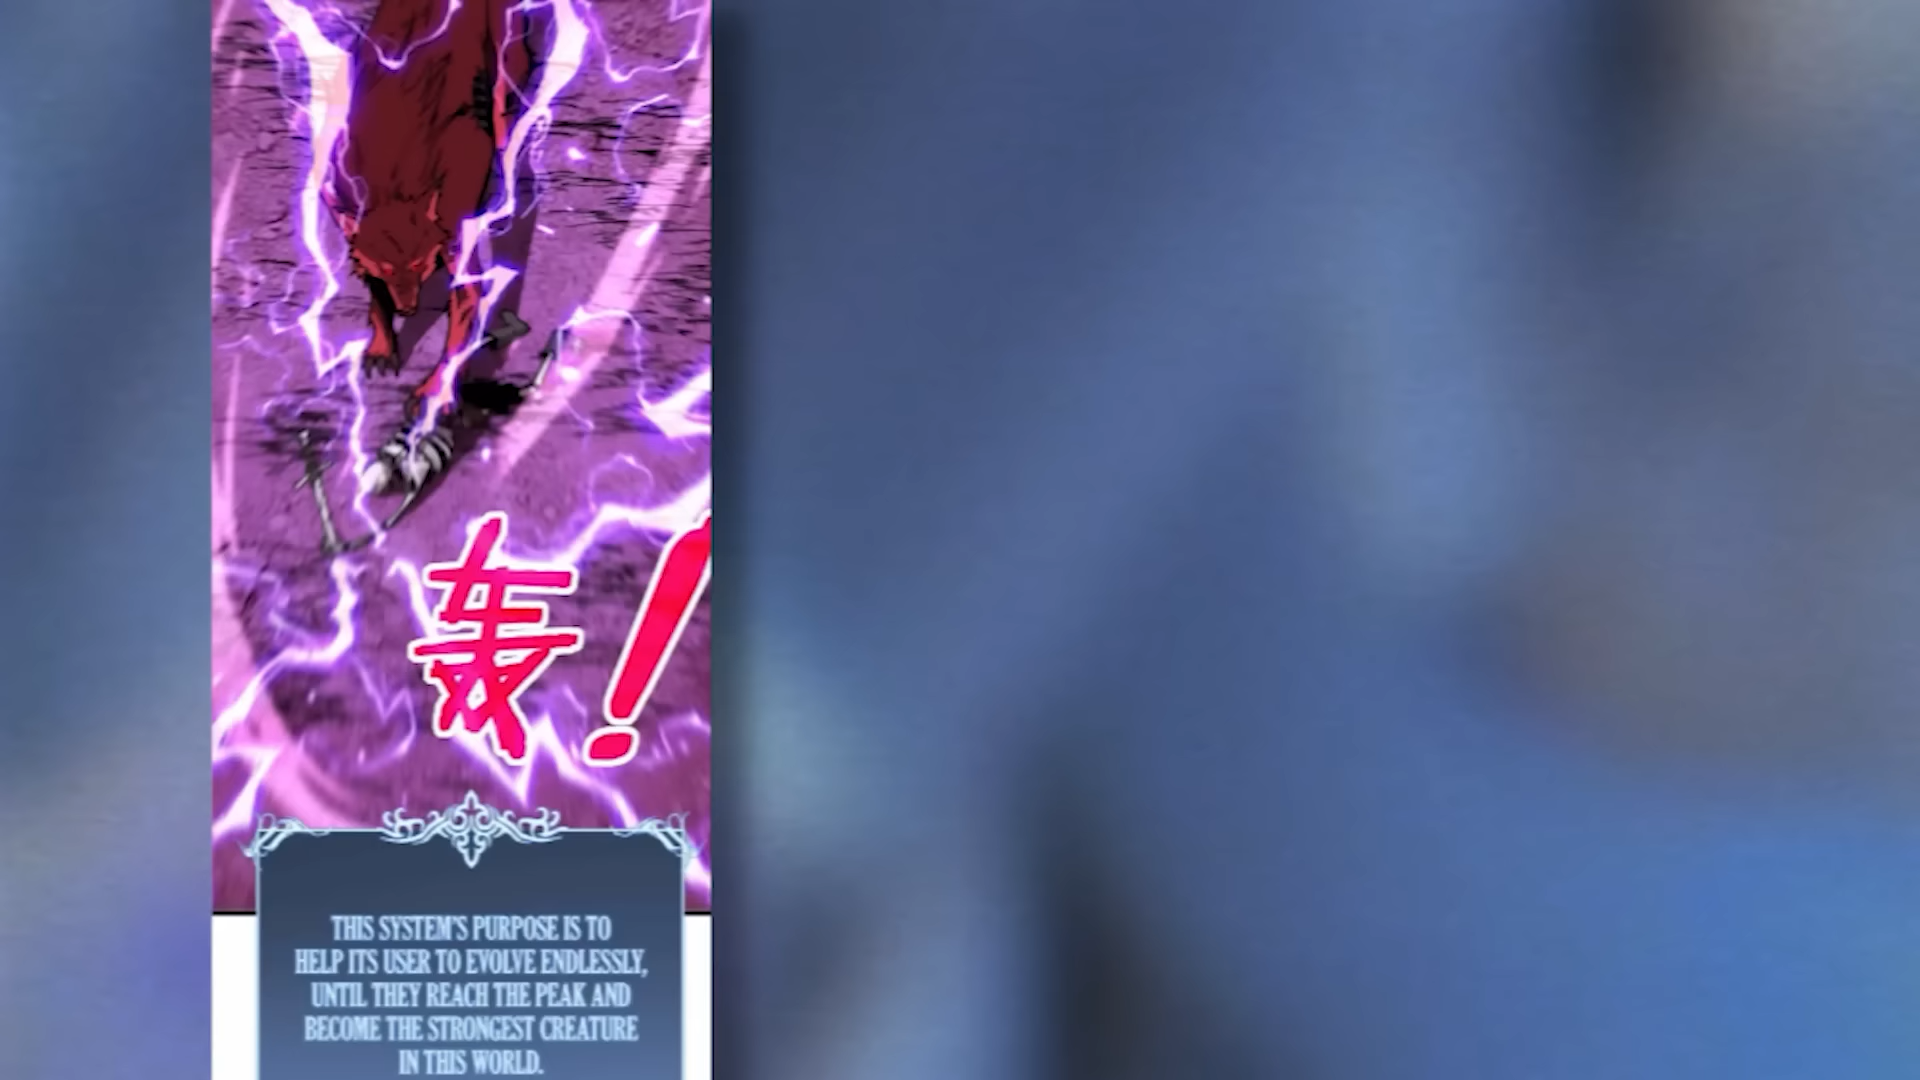 轰!
THIS SYSTEM'S PURPOSE IS TO
HELP ITS USER TO EVOLVE ENDLESSLY,
UNTIL THEY REACH THE PEAK AND
BECOME THE STRONGEST CREATURE
IN THIS WORLD.